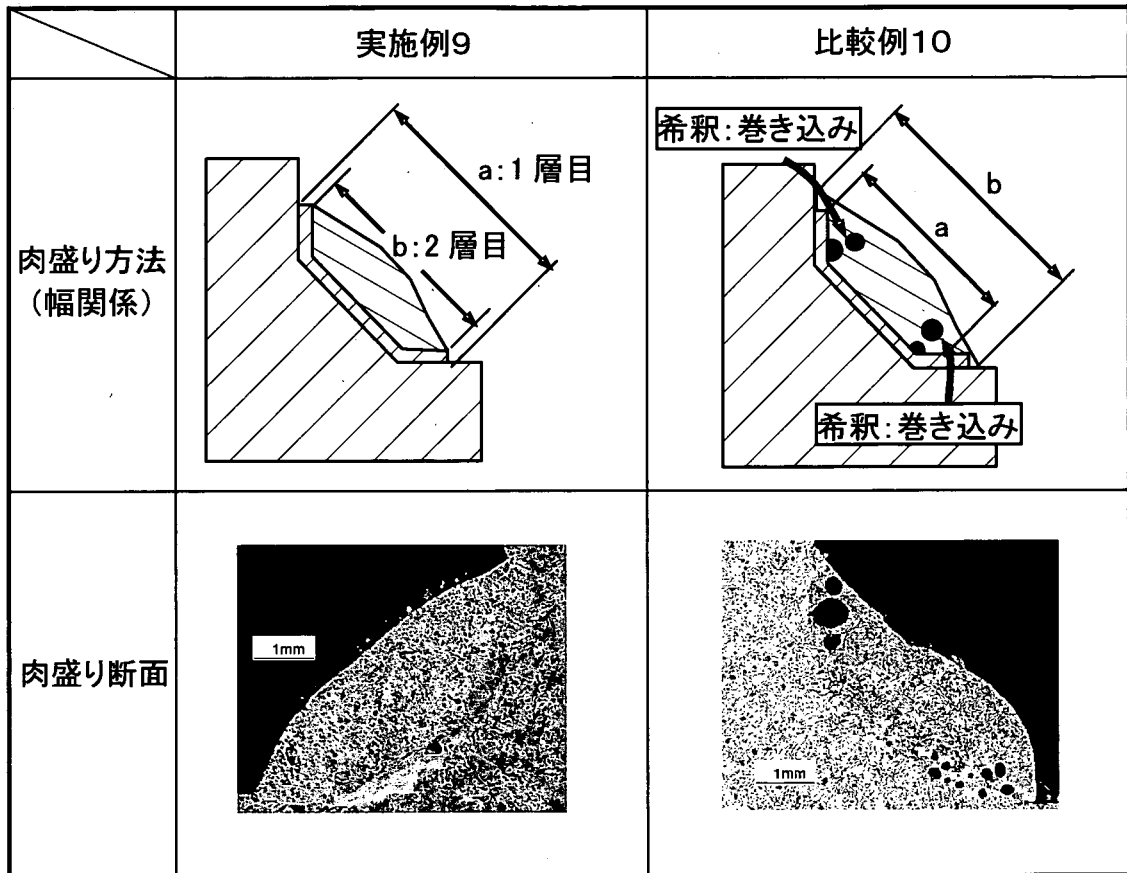 実施例9
比較例10
肉盛り方法
(幅関係)
a:1 層目
b:2 層目
希釈:巻き込み
b
a
希釈:巻き込み
肉盛り断面
1mm
1mm